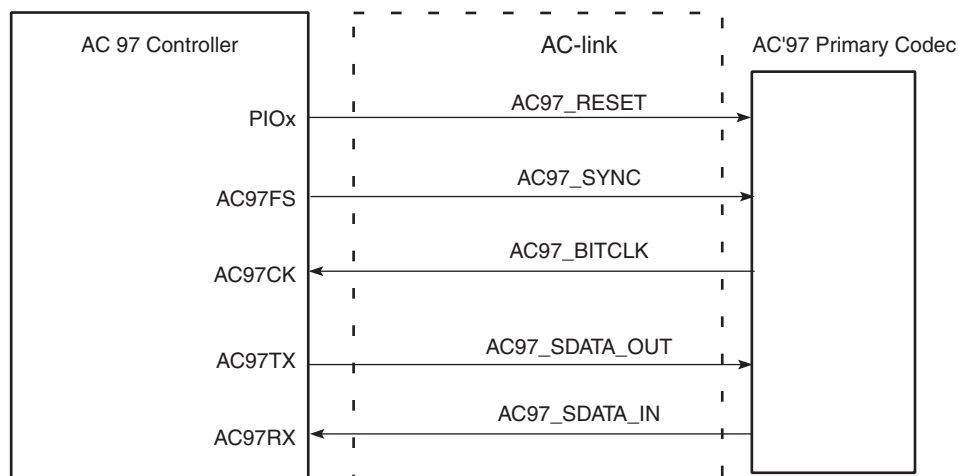 AC 97 Controller
AC-link
AC'97 Primary Codec
PIOx
AC97_RESET
AC97FS
AC97_SYNC
AC97CK
AC97_BITCLK
AC97TX
AC97_SDATA_OUT
AC97RX
AC97_SDATA_IN